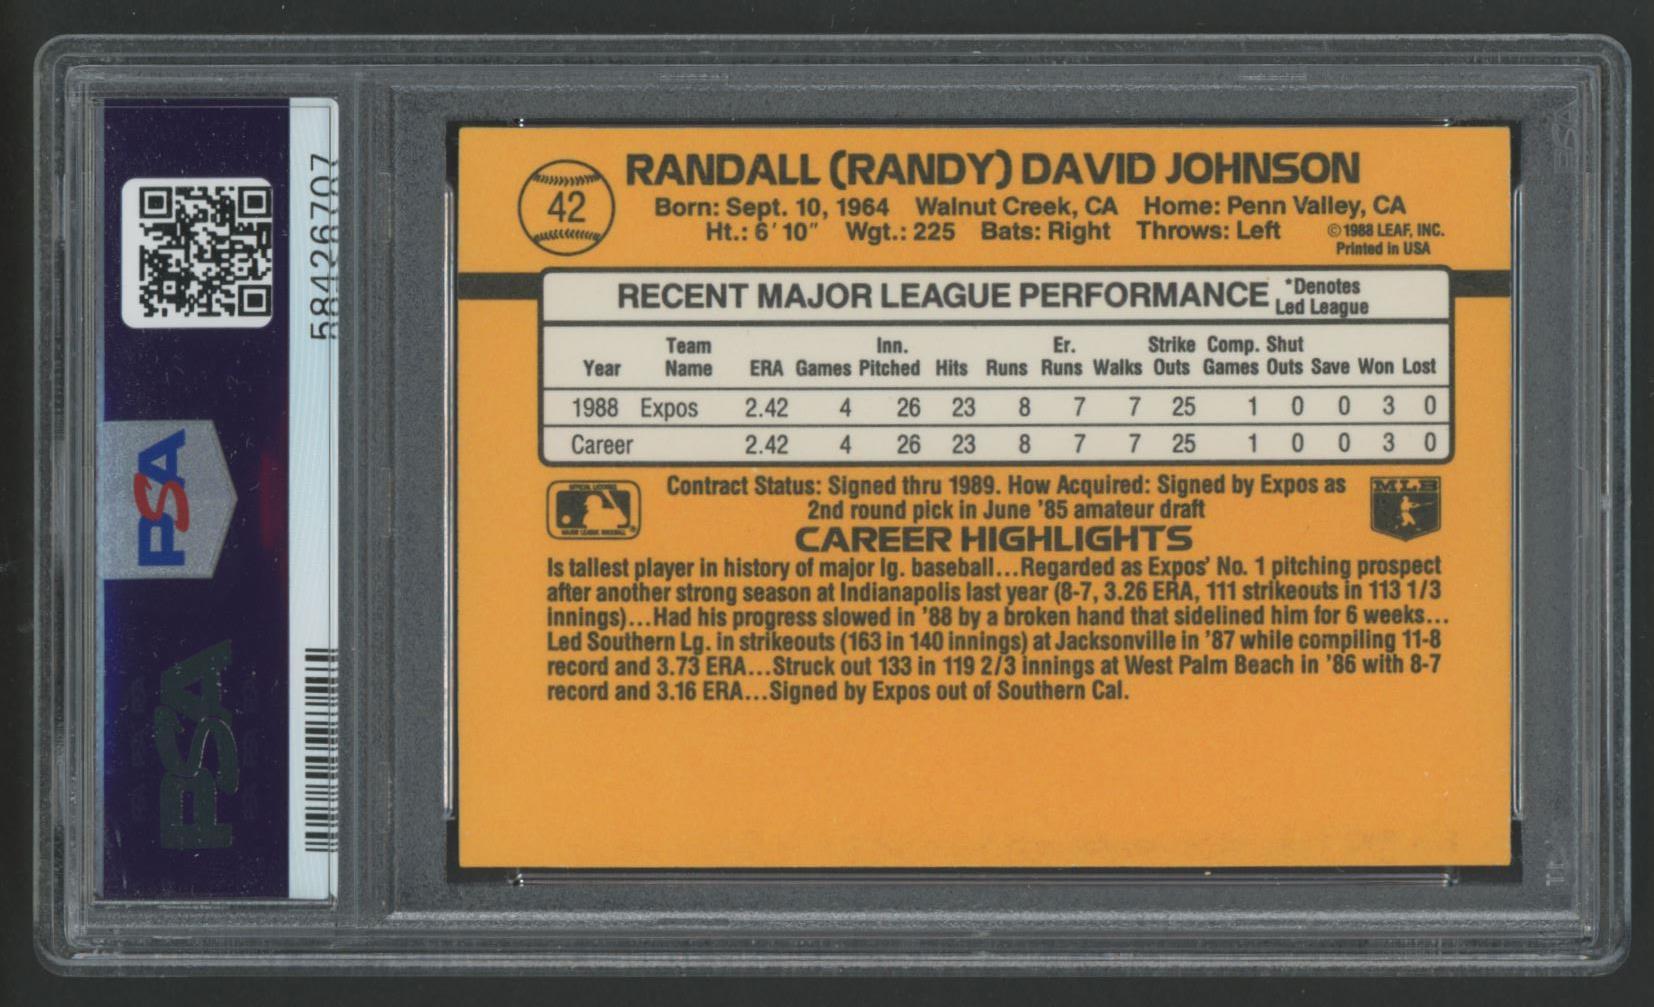 42
RANDALL (RANDY) DAVID JOHNSON
Born: Sept. 10, 1964 Walnut Creek, CA Home: Penn Valley, CA
Ht.: 6' 10" Wgt.: 225 Bats: Right Throws: Left
©1988 LEAF, INC.
Printed in USA
RECENT MAJOR LEAGUE PERFORMANCE *Denotes Led League
Year Team Name ERA Games Inn. Pitched Hits Runs Er. Runs Walks Strike Outs Comp. Games Shut Outs Save Won Lost
1988 Expos 2.42 4 26 23 8 7 7 25 1 0 0 3 0
Career 2.42 4 26 23 8 7 7 25 1 0 0 3 0
Contract Status: Signed thru 1989. How Acquired: Signed by Expos as
2nd round pick in June '85 amateur draft
MLB
CAREER HIGHLIGHTS
Is tallest player in history of major lg. baseball...Regarded as Expos' No. 1 pitching prospect
after another strong season at Indianapolis last year (8-7, 3.26 ERA, 111 strikeouts in 113 1/3
innings)...Had his progress slowed in '88 by a broken hand that sidelined him for 6 weeks...
Led Southern Lg. in strikeouts (163 in 140 innings) at Jacksonville in '87 while compiling 11-8
record and 3.73 ERA...Struck out 133 in 119 2/3 innings at West Palm Beach in '86 with 8-7
record and 3.16 ERA...Signed by Expos out of Southern Cal.
58426707
PSA
PSA
PSA